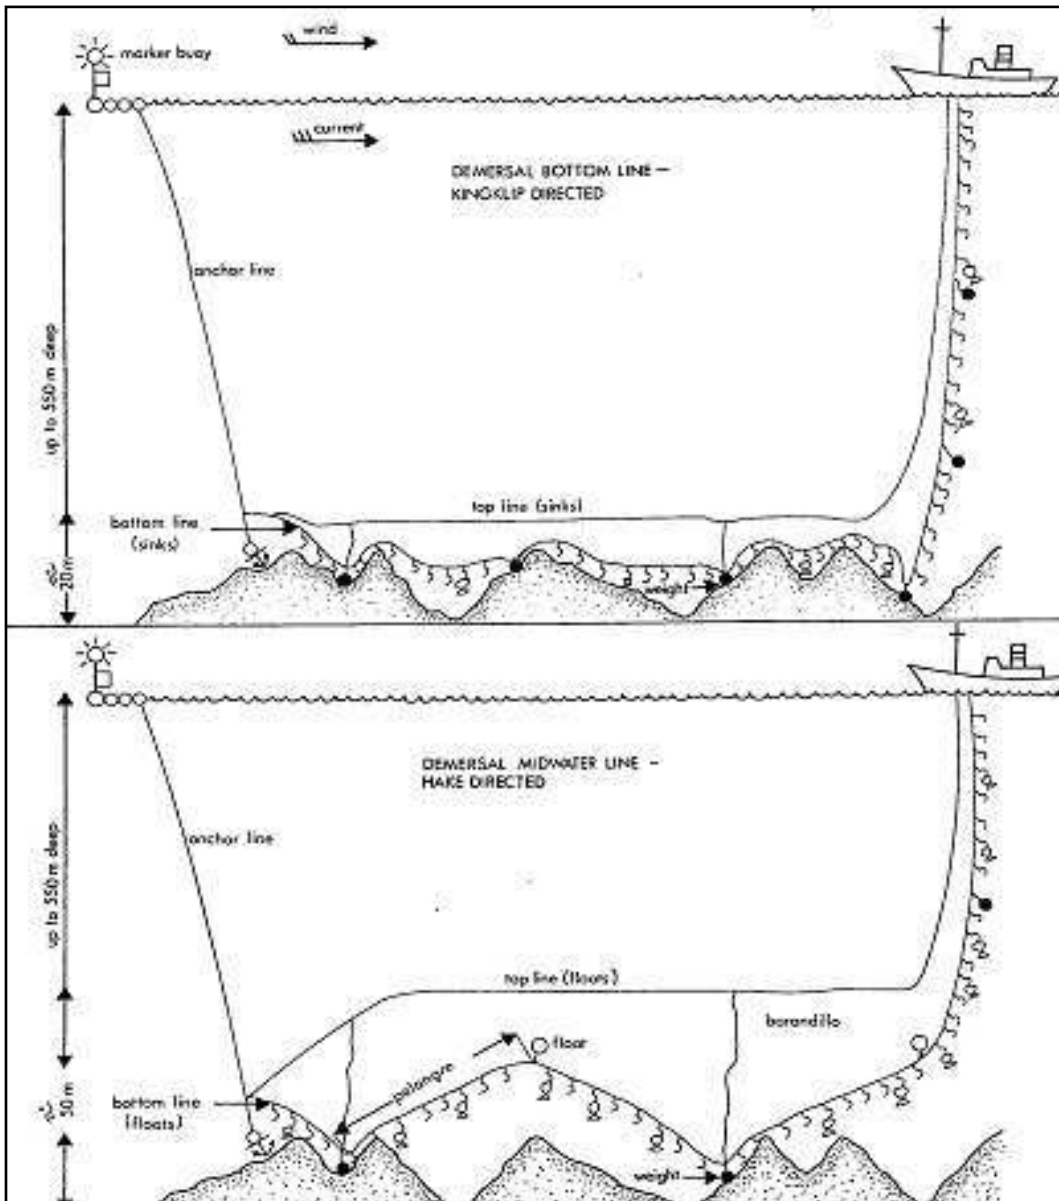 wind
marker buoy
current
DEMERSAL BOTTOM LINE –
KINGKLIP DIRECTED
anchor line
up to 550 m deep
top line (sinks)
bottom line
(sinks)
weight
20 m
DEMERSAL MIDWATER LINE –
HAKE DIRECTED
anchor line
up to 550 m deep
top line (floats)
barandillo
float
palangre
bottom line
(floats)
50 m
weight